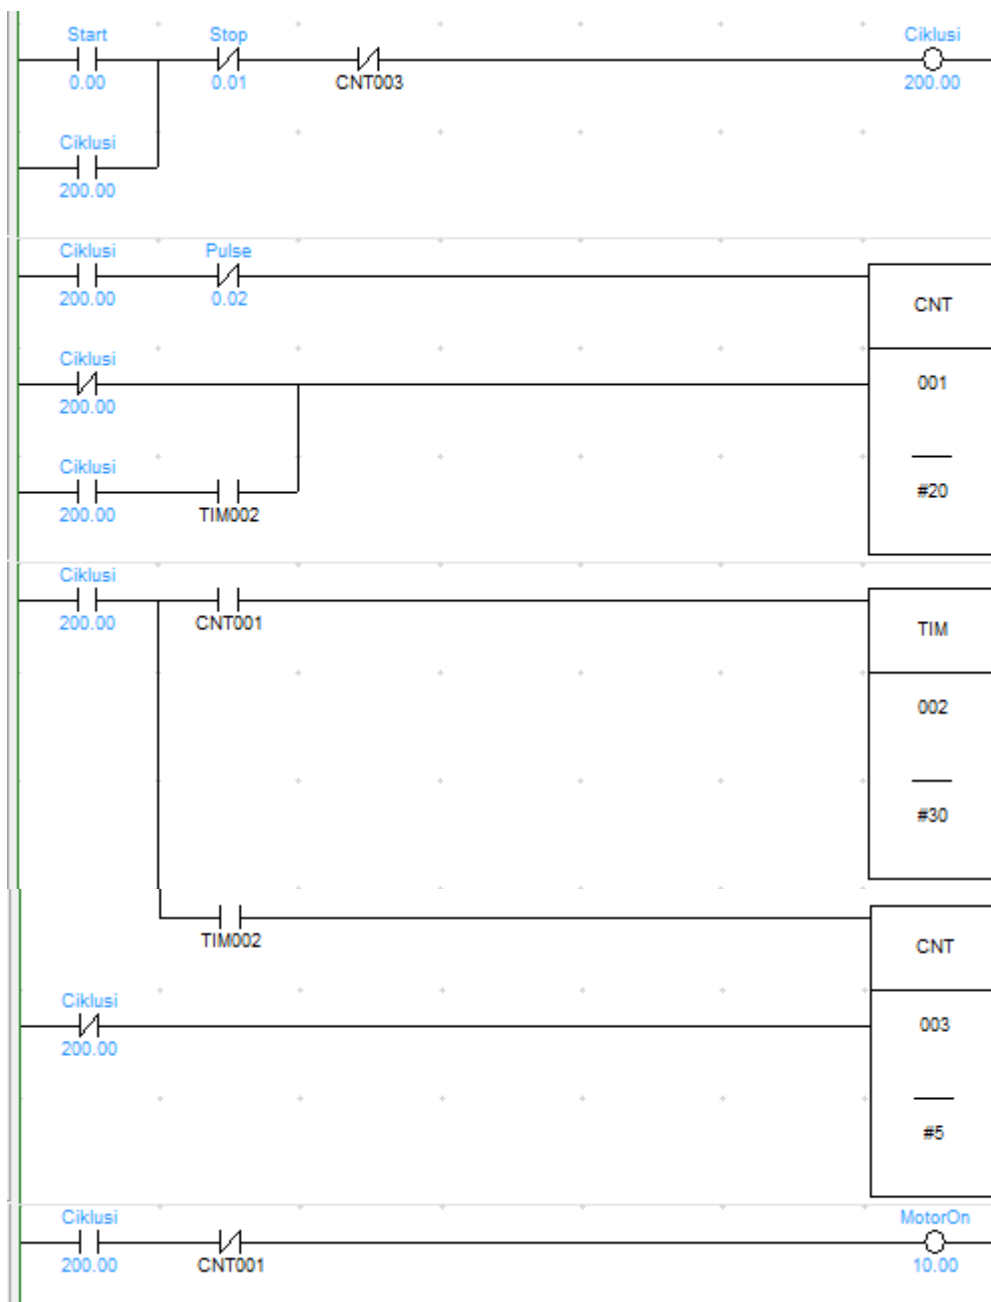 Start Stop Ciklusi
0.00 0.01 CNT003 200.00
Ciklusi
200.00
Ciklusi Pulse
200.00 0.02
CNT
Ciklusi
200.00
001
Ciklusi
200.00 TIM002
#20
Ciklusi
200.00 CNT001
TIM
002
#30
TIM002
CNT
Ciklusi
200.00
003
#5
Ciklusi MotorOn
200.00 CNT001 10.00